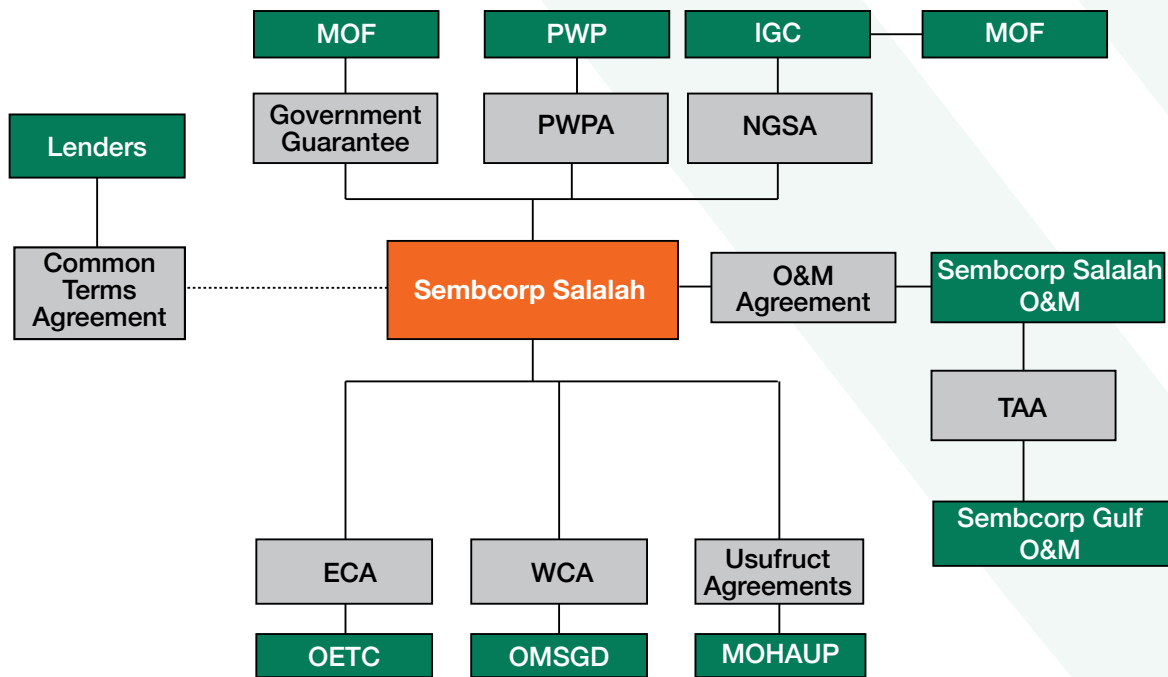 MOF
PWP
IGC
MOF
Government
Guarantee
PWPA
NGSA
Lenders
Common
Terms
Agreement
Sembcorp Salalah
O&M
Agreement
Sembcorp Salalah
O&M
TAA
Sembcorp Gulf
O&M
ECA
WCA
Usufruct
Agreements
OETC
OMSGD
MOHAUP